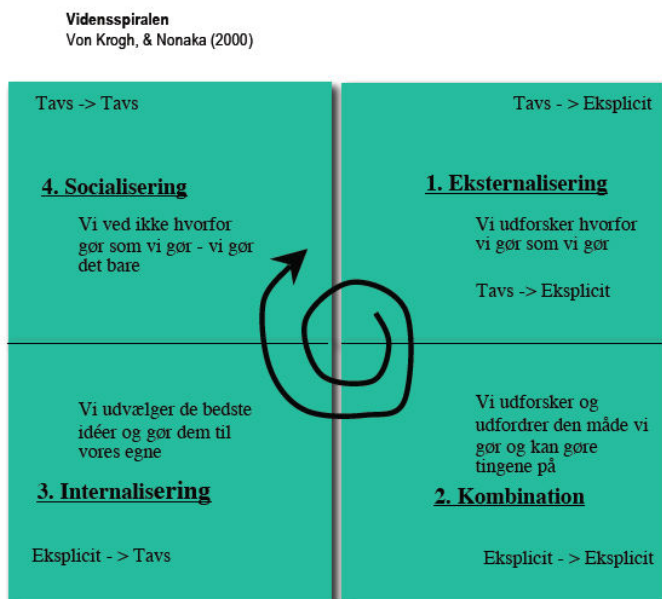 Vidensspiralen
Von Krogh, & Nonaka (2000)
Tavs -> Tavs
4. Socialisering
Vi ved ikke hvorfor
gør som vi gør - vi gør
det bare
Tavs - > Eksplicit
1. Eksternalisering
Vi udforsker hvorfor
vi gør som vi gør
Tavs -> Eksplicit
Vi udvælger de bedste
idéer og gør dem til
vores egne
3. Internalisering
Eksplicit - > Tavs
Vi udforsker og
udfordrer den måde vi
gør og kan gøre
tingene på
2. Kombination
Eksplicit - > Eksplicit